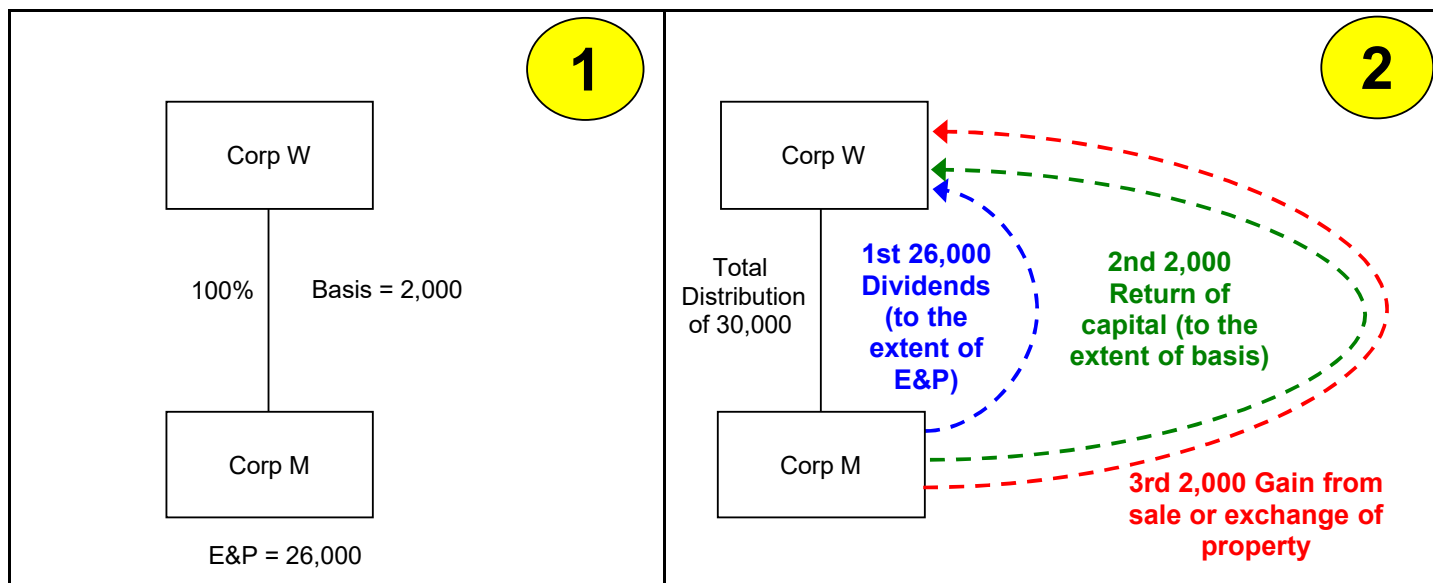 1
Corp W
100%
Basis = 2,000
Corp M
E&P = 26,000
2
Corp W
Total
Distribution
of 30,000
1st 26,000
Dividends
(to the
extent of
E&P)
2nd 2,000
Return of
capital (to the
extent of basis)
Corp M
3rd 2,000 Gain from
sale or exchange of
property